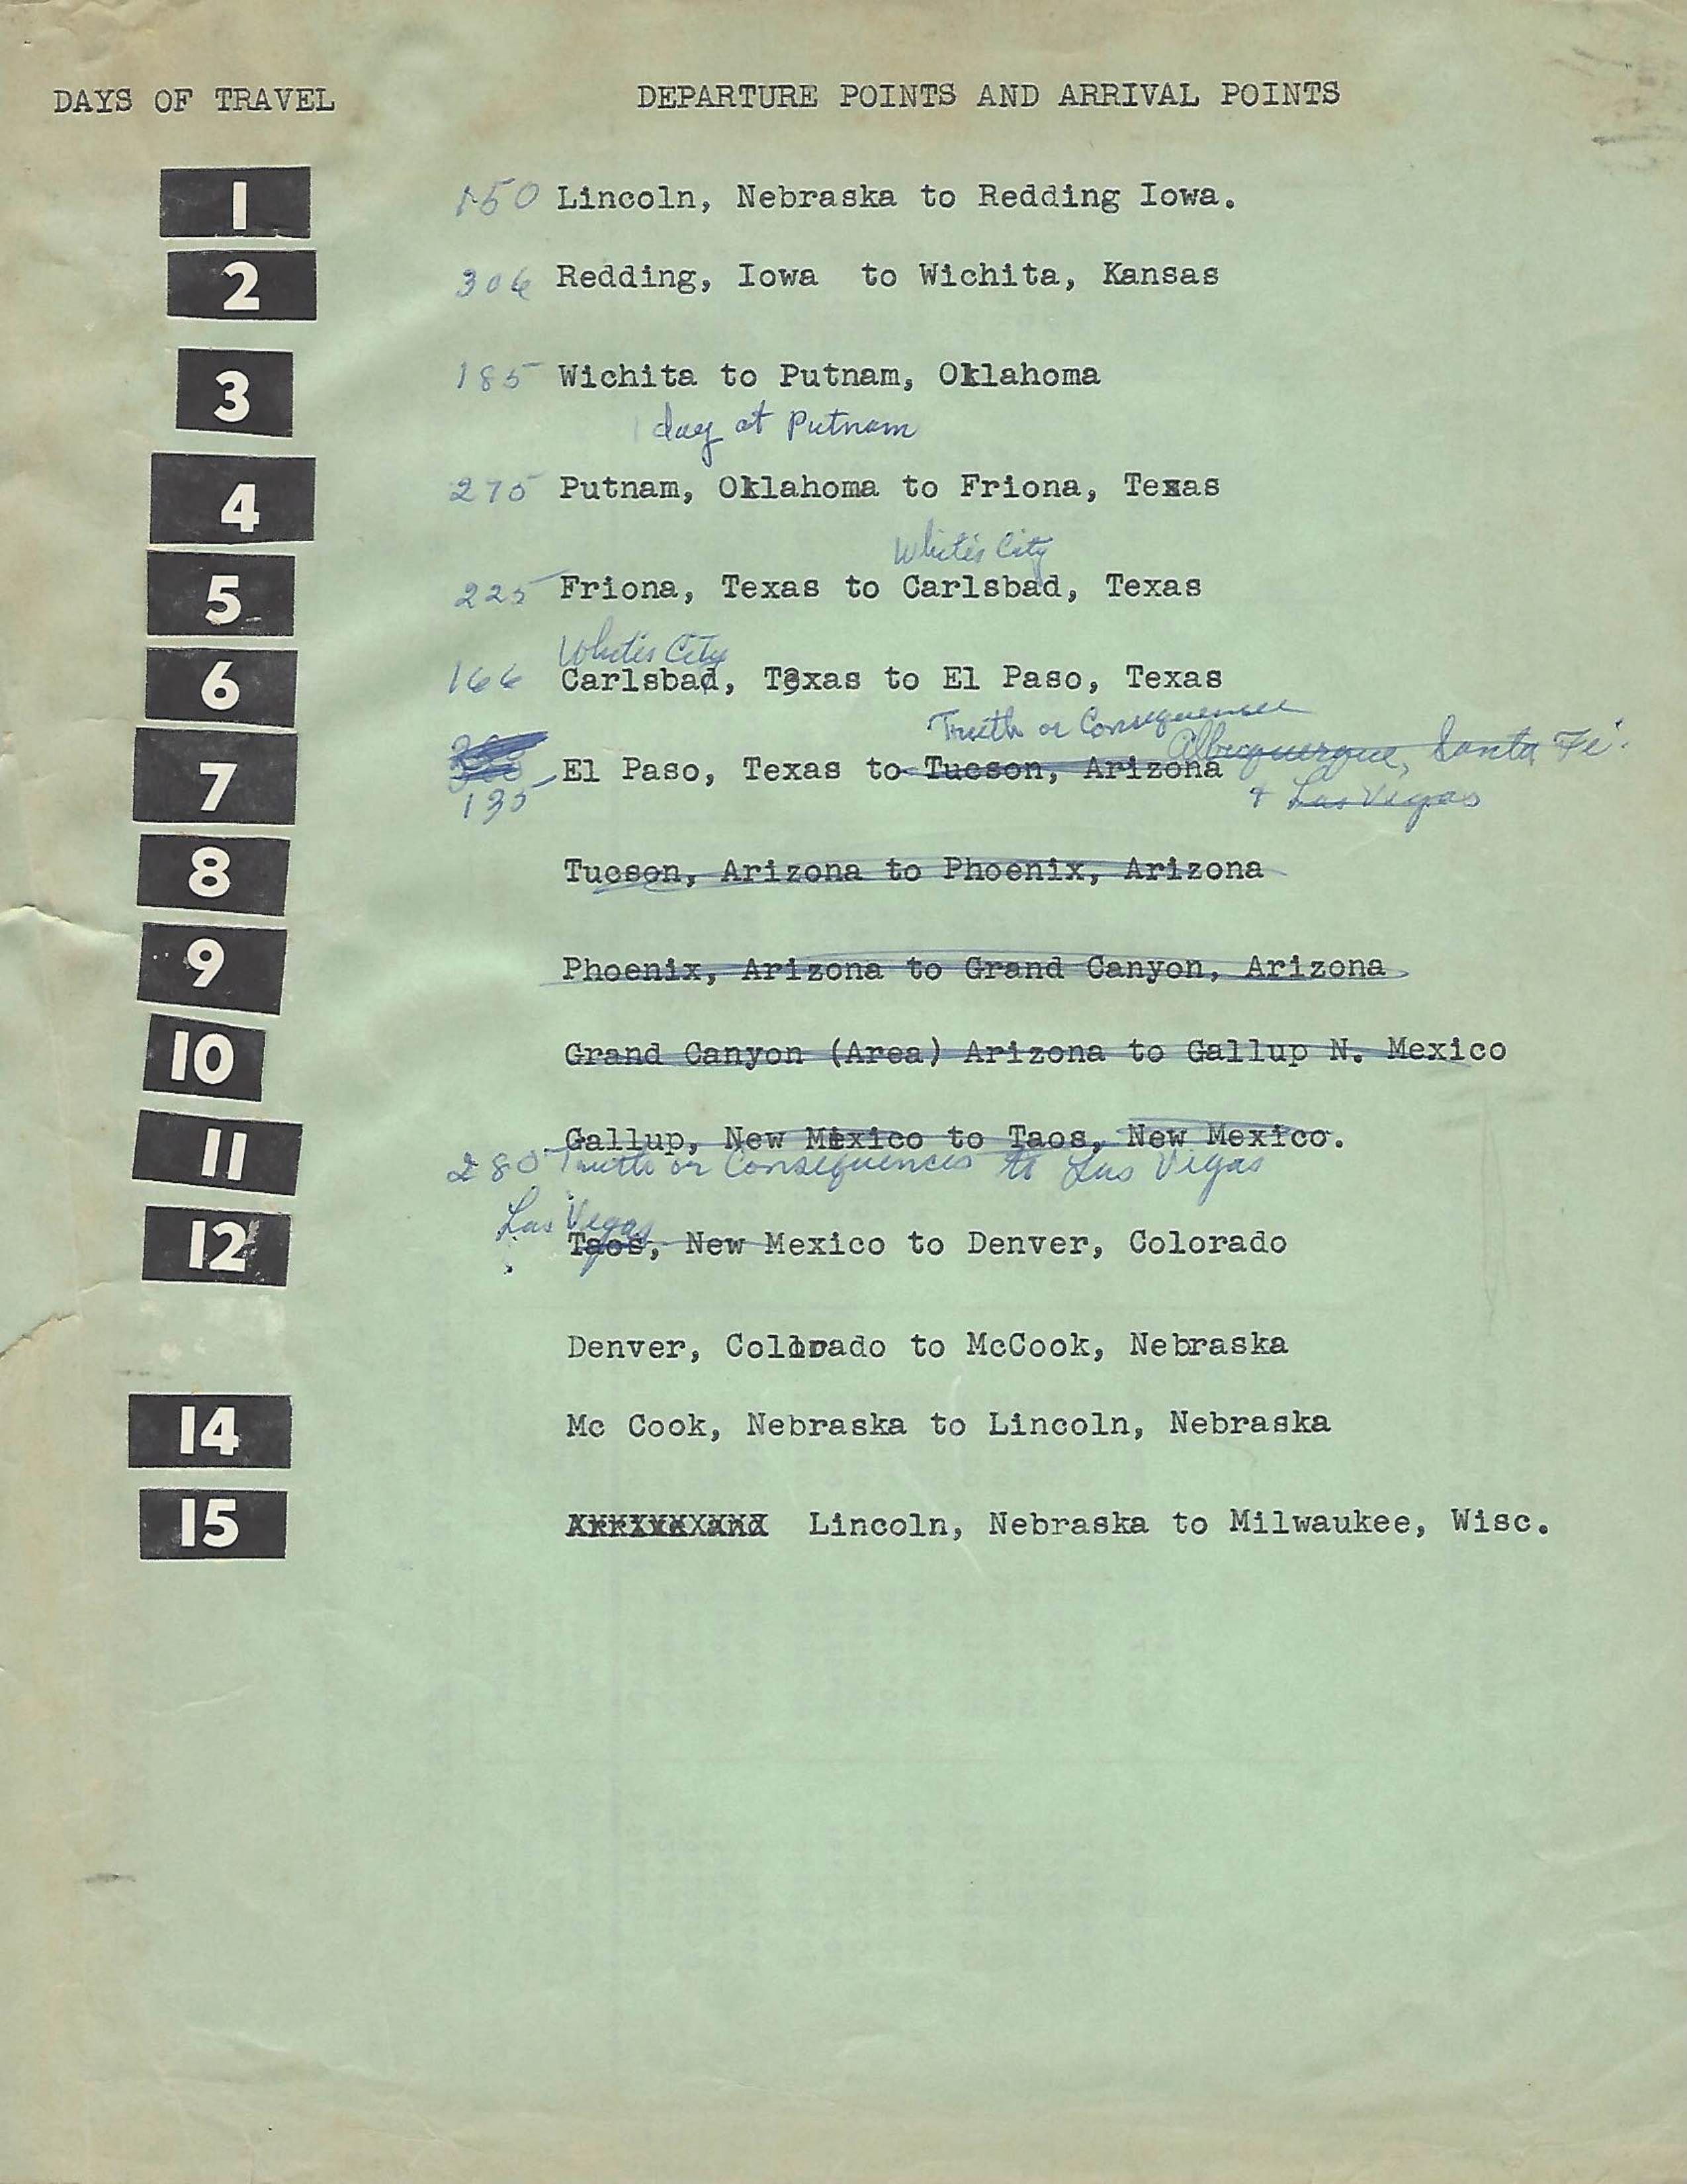 DAYS OF TRAVEL DEPARTURE POINTS AND ARRIVAL POINTS
1 150 Lincoln, Nebraska to Redding Iowa.
2 306 Redding, Iowa to Wichita, Kansas
3 185 Wichita to Putnam, Oklahoma
1 day at Putnam
4 275 Putnam, Oklahoma to Friona, Texas
White's City
5 225 Friona, Texas to Carlsbad, Texas
White's City
6 166 Carlsbad, Texas to El Paso, Texas
Truth or Consequences
Albuquerque, Santa Fé.
7 El Paso, Texas to Tucson, Arizona
135 & Las Vegas
8 Tucson, Arizona to Phoenix, Arizona
9 Phoenix, Arizona to Grand Canyon, Arizona
10 Grand Canyon (Area) Arizona to Gallup N. Mexico
11 Gallup, New Mexico to Taos, New Mexico.
280 Truth or Consequences to Las Vigas
Las Vegas
12 Taos, New Mexico to Denver, Colorado
Denver, Colorado to McCook, Nebraska
14 Mc Cook, Nebraska to Lincoln, Nebraska
15 Lincoln, Nebraska to Milwaukee, Wisc.